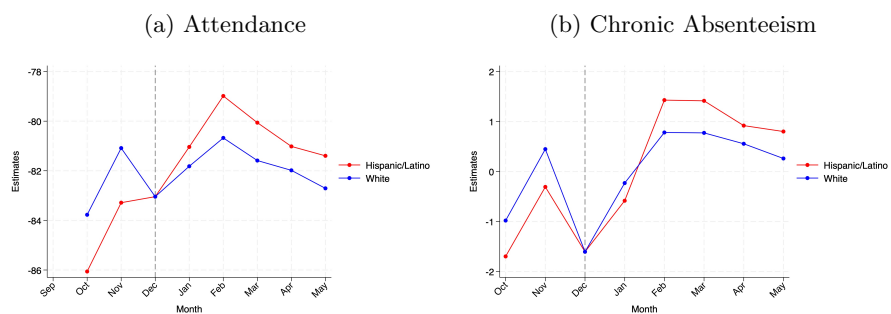 (a) Attendance
-78
-80
-82
-84
-86
Estimates
Sep Oct Nov Dec Jan Feb Mar Apr May
Month
Hispanic/Latino
White
(b) Chronic Absenteeism
2
1
0
-1
-2
Estimates
Oct Nov Dec Jan Feb Mar Apr May
Month
Hispanic/Latino
White